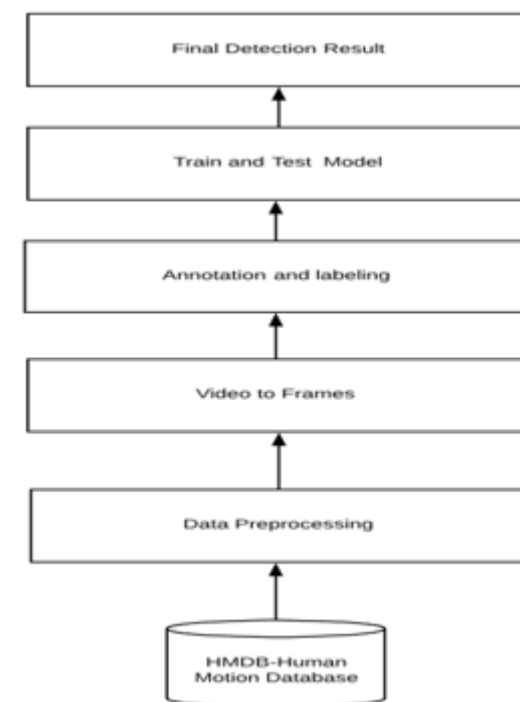 Final Detection Result
Train and Test Model
Annotation and labeling
Video to Frames
Data Preprocessing
HMDB-Human
Motion Database